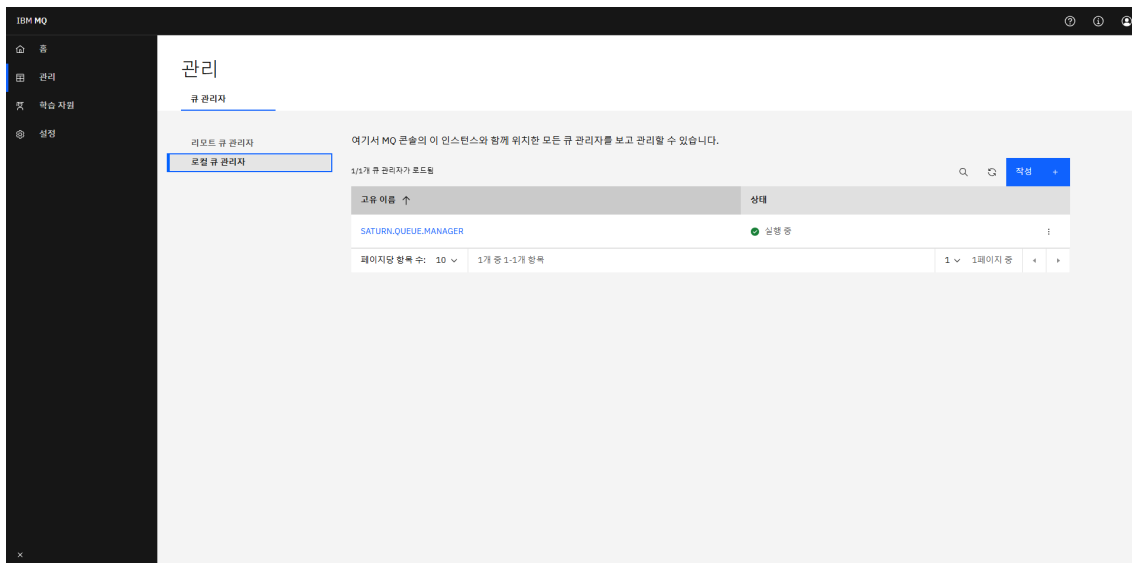 IBM MQ
홈
관리
학습 자원
설정
관리
큐 관리자
리모트 큐 관리자
로컬 큐 관리자
여기서 MQ 콘솔의 이 인스턴스와 함께 위치한 모든 큐 관리자를 보고 관리할 수 있습니다.
1/1개 큐 관리자가 로드됨
작성 +
고유 이름 ↑ 상태
SATURN.QUEUE.MANAGER 실행 중
페이지당 항목 수: 10 1개 중 1-1개 항목 1 1페이지 중